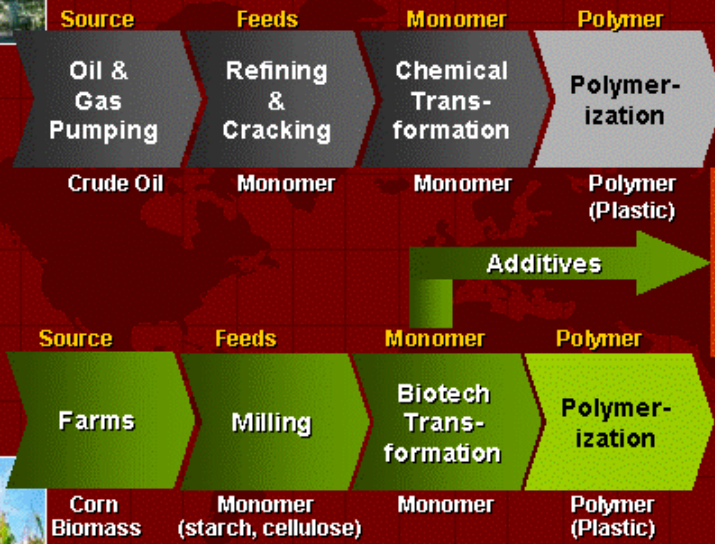 Source Feeds Monomer Polymer
Oil &
Gas
Pumping
Refining
&
Cracking
Chemical
Trans-
formation
Polymer-
ization
Crude Oil Monomer Monomer Polymer
(Plastic)
Additives
Source Feeds Monomer Polymer
Farms
Milling
Biotech
Trans-
formation
Polymer-
ization
Corn
Biomass
Monomer
(starch, cellulose)
Monomer
Polymer
(Plastic)